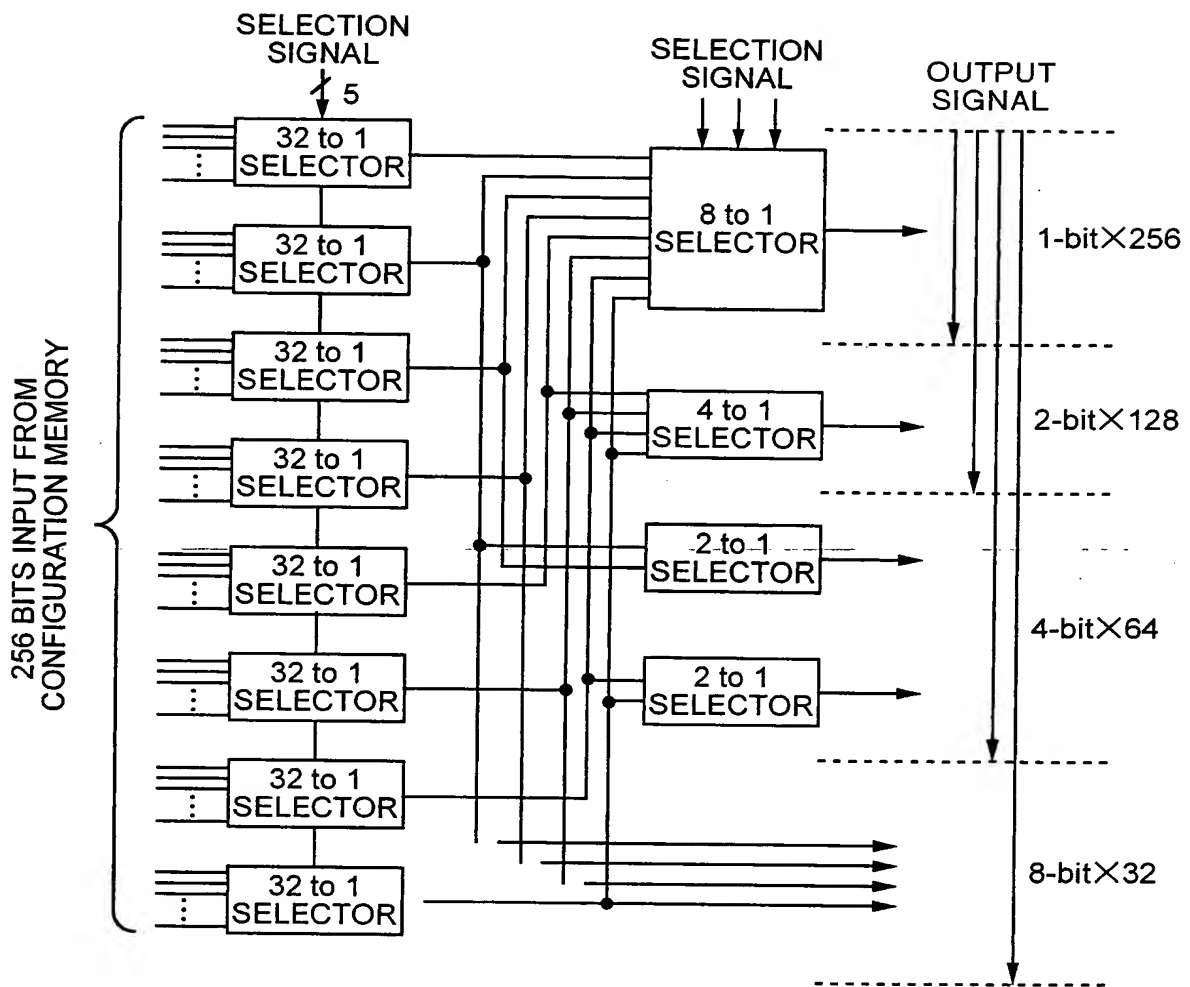 SELECTION
SIGNAL
5
SELECTION
SIGNAL
OUTPUT
SIGNAL
256 BITS INPUT FROM
CONFIGURATION MEMORY
32 to 1
SELECTOR
32 to 1
SELECTOR
32 to 1
SELECTOR
32 to 1
SELECTOR
32 to 1
SELECTOR
32 to 1
SELECTOR
32 to 1
SELECTOR
32 to 1
SELECTOR
8 to 1
SELECTOR
4 to 1
SELECTOR
2 to 1
SELECTOR
2 to 1
SELECTOR
1-bit×256
2-bit×128
4-bit×64
8-bit×32